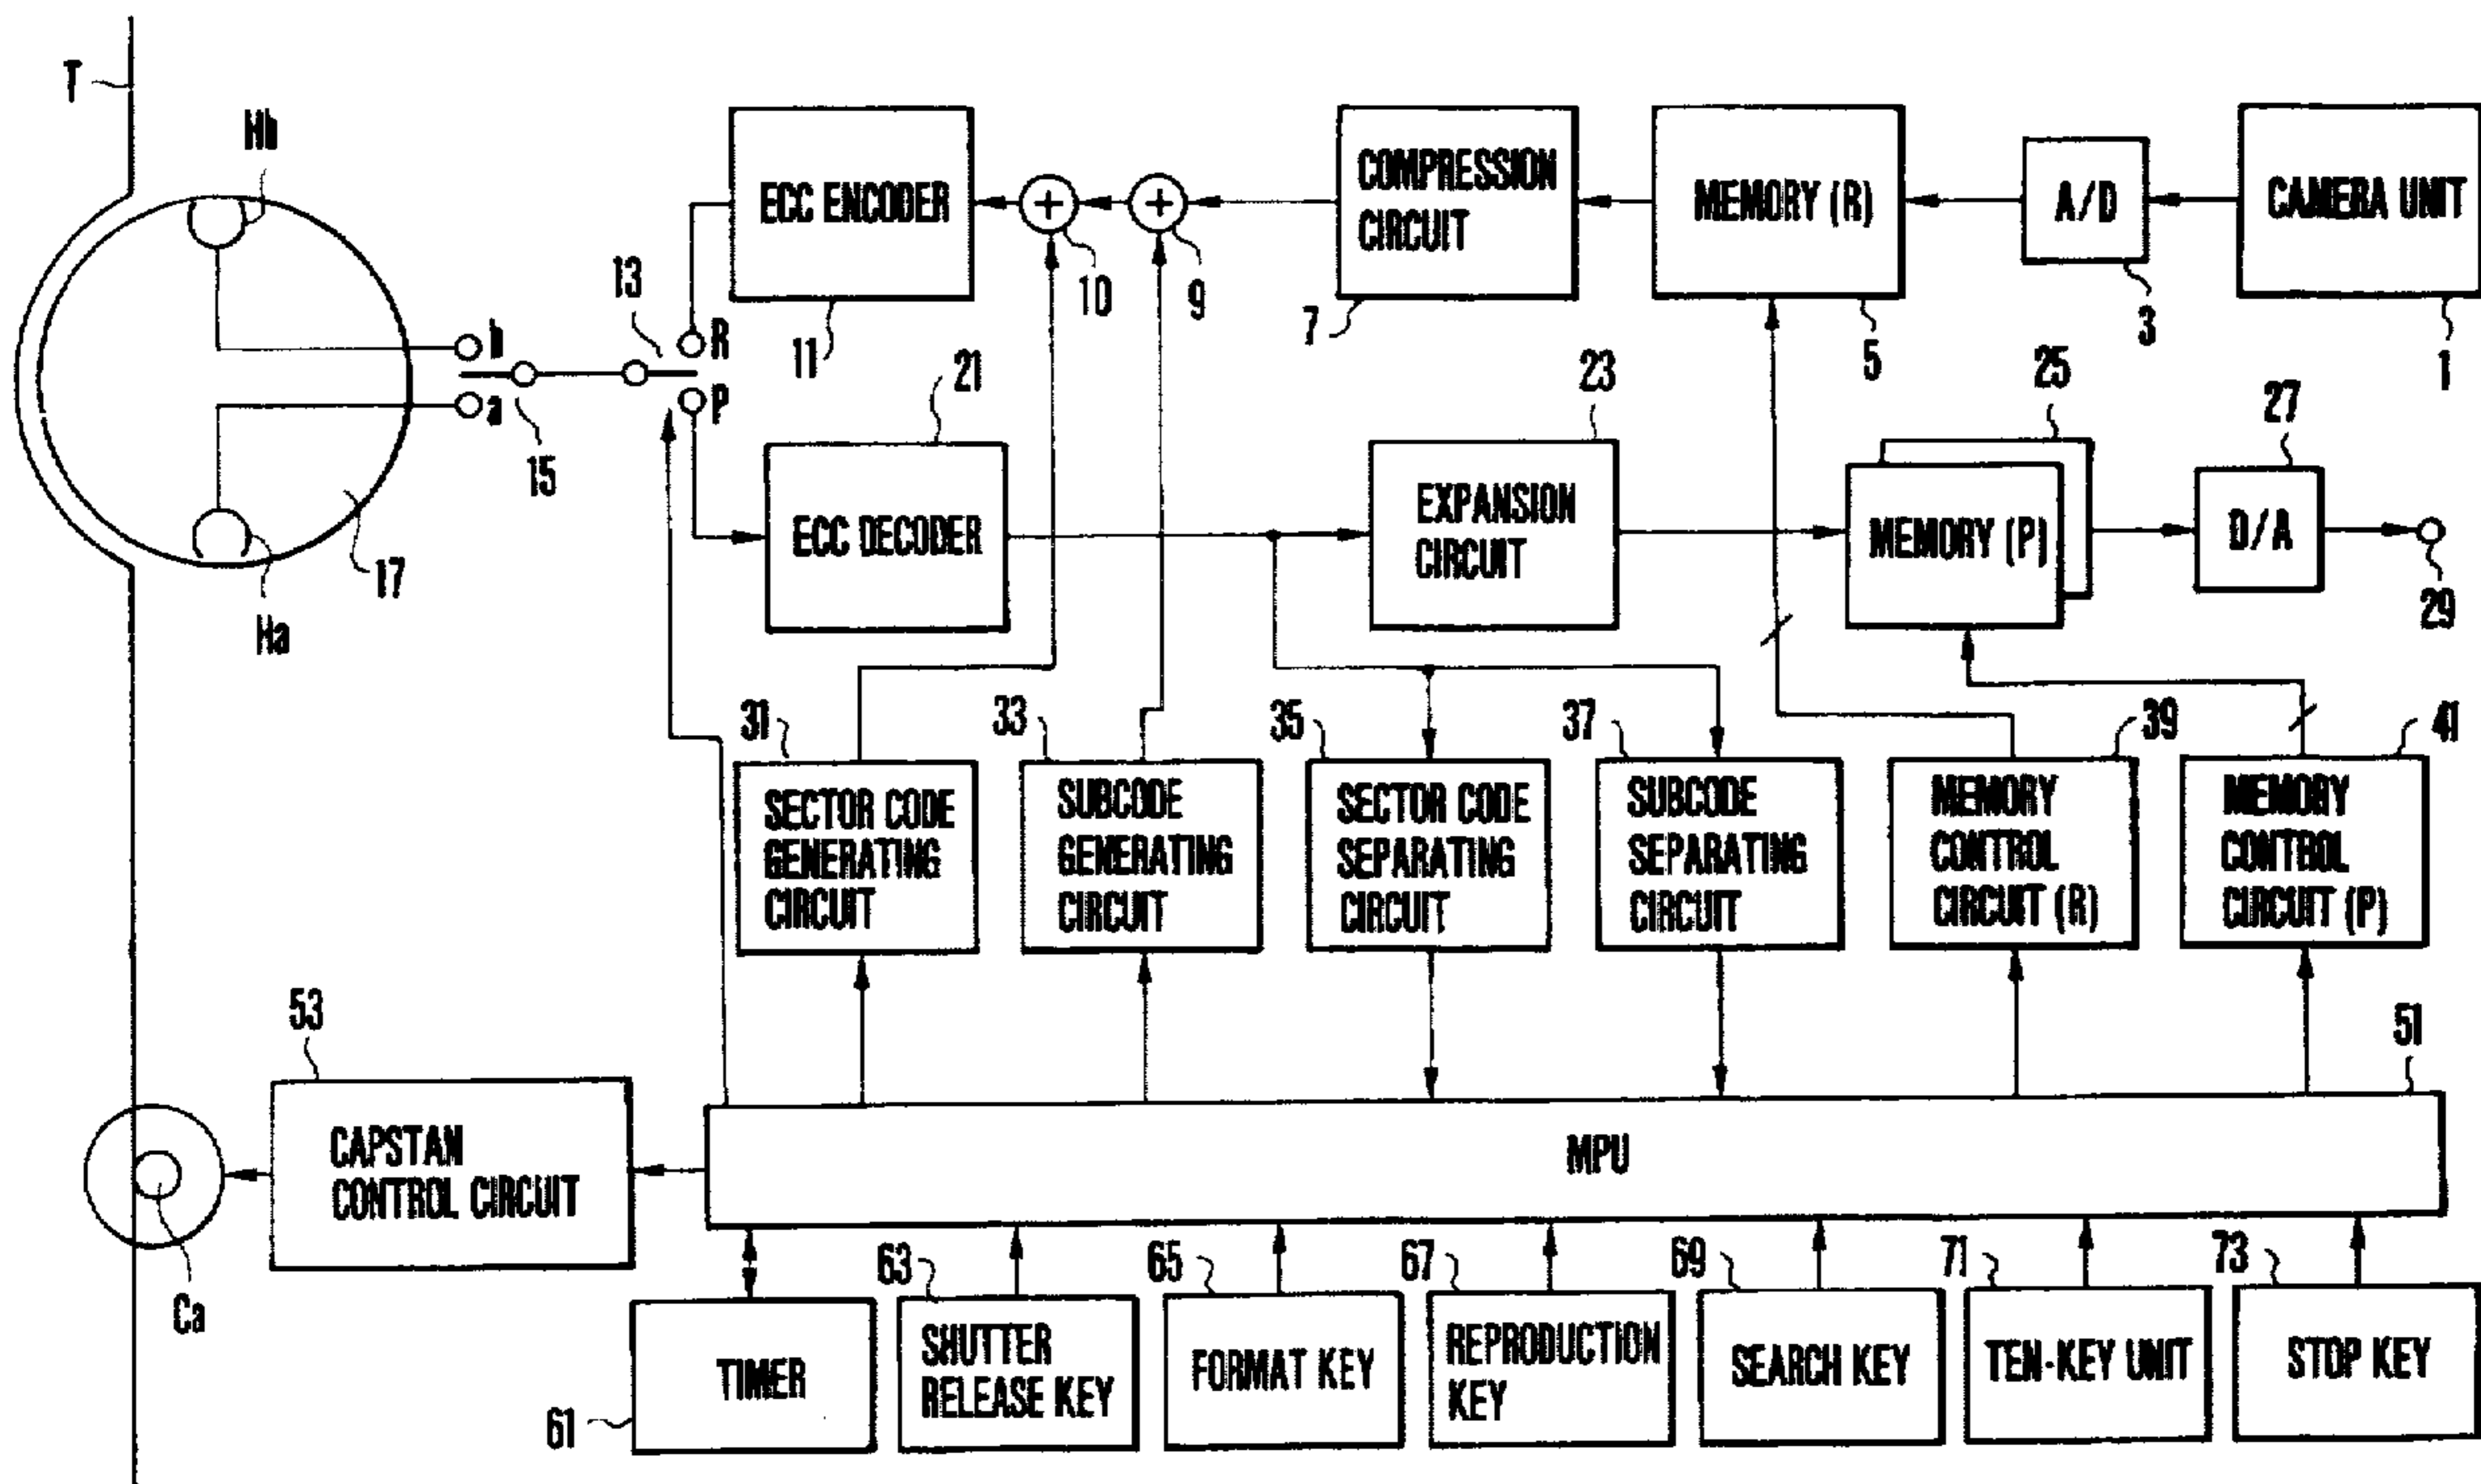 T
Hb
ECC ENCODER
COMPRESSION
CIRCUIT
MEMORY (R)
A/D
CAMERA UNIT
13
R
11
10
9
7
5
3
1
b
a
P
15
21
23
25
27
17
Ha
ECC DECODER
EXPANSION
CIRCUIT
MEMORY (P)
D/A
29
31
33
35
37
39
41
SECTOR CODE
GENERATING
CIRCUIT
SUBCODE
GENERATING
CIRCUIT
SECTOR CODE
SEPARATING
CIRCUIT
SUBCODE
SEPARATING
CIRCUIT
MEMORY
CONTROL
CIRCUIT (R)
MEMORY
CONTROL
CIRCUIT (P)
53
51
CAPSTAN
CONTROL CIRCUIT
MPU
Ca
63
65
67
69
71
73
61
TIMER
SHUTTER
RELEASE KEY
FORMAT KEY
REPRODUCTION
KEY
SEARCH KEY
TEN-KEY UNIT
STOP KEY